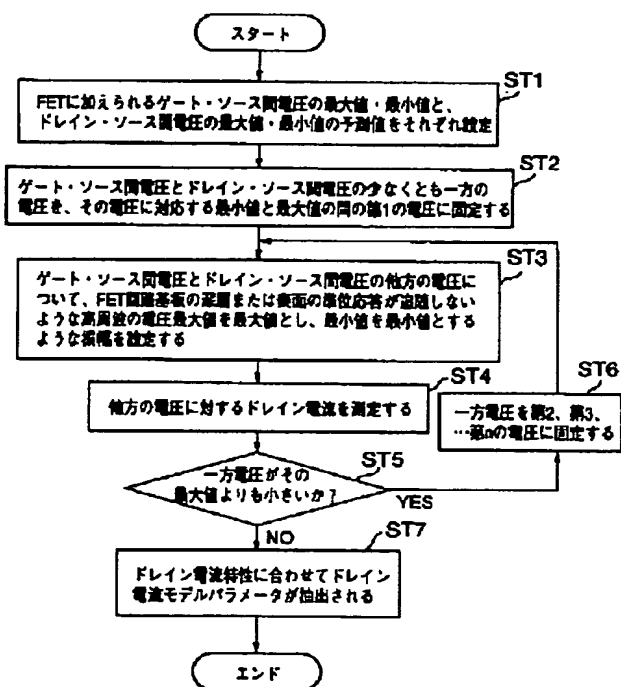 スタート
ST1
FETに加えられるゲート・ソース間電圧の最大値・最小値と、
ドレイン・ソース間電圧の最大値・最小値の予測値をそれぞれ設定
ST2
ゲート・ソース間電圧とドレイン・ソース間電圧の少なくとも一方の
電圧を、その電圧に対応する最小値と最大値の間の第1の電圧に固定する
ST3
ゲート・ソース間電圧とドレイン・ソース間電圧の他方の電圧に
ついて、FET回路基板の深層または表面の準位応答が追随しない
ような高周波の電圧最大値を最大値とし、最小値を最小値とする
ような振幅を設定する
ST6
一方電圧を第2、第3、
…第nの電圧に固定する
ST4
他方の電圧に対するドレイン電流を測定する
ST5
一方電圧がその
最大値よりも小さいか?
YES
NO
ST7
ドレイン電流特性に合わせてドレイン
電流モデルパラメータが抽出される
エンド